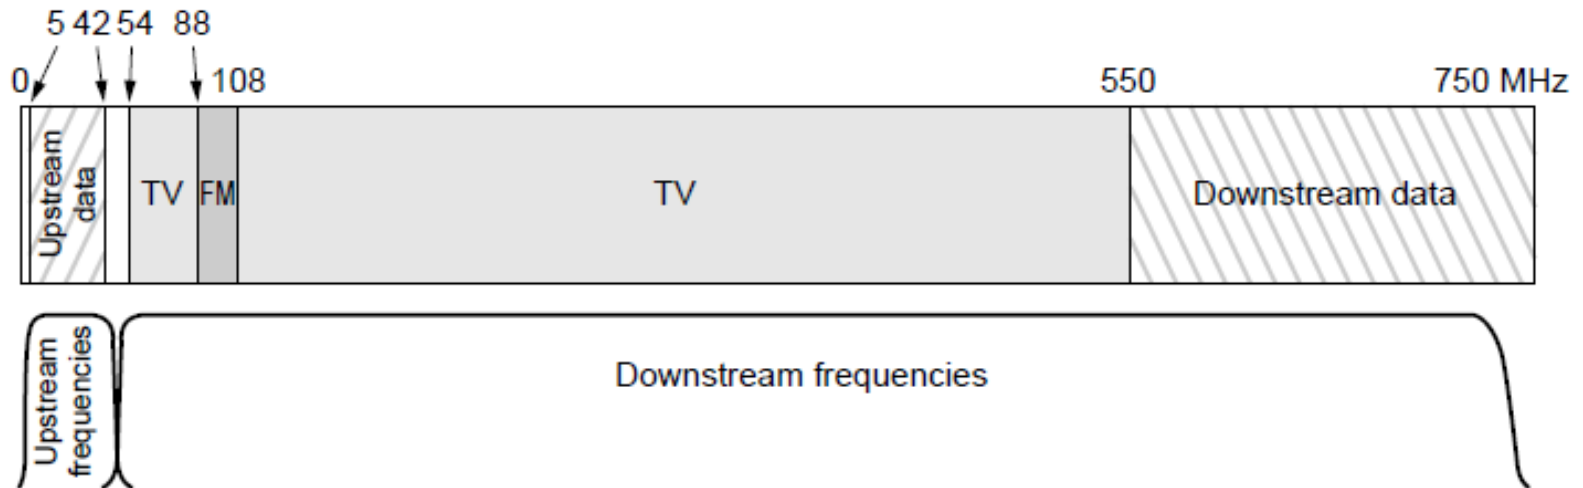 5 42 54 88
0 108 550 750 MHz
Upstream
data
TV
FM
TV
Downstream data
Upstream
frequencies
Downstream frequencies